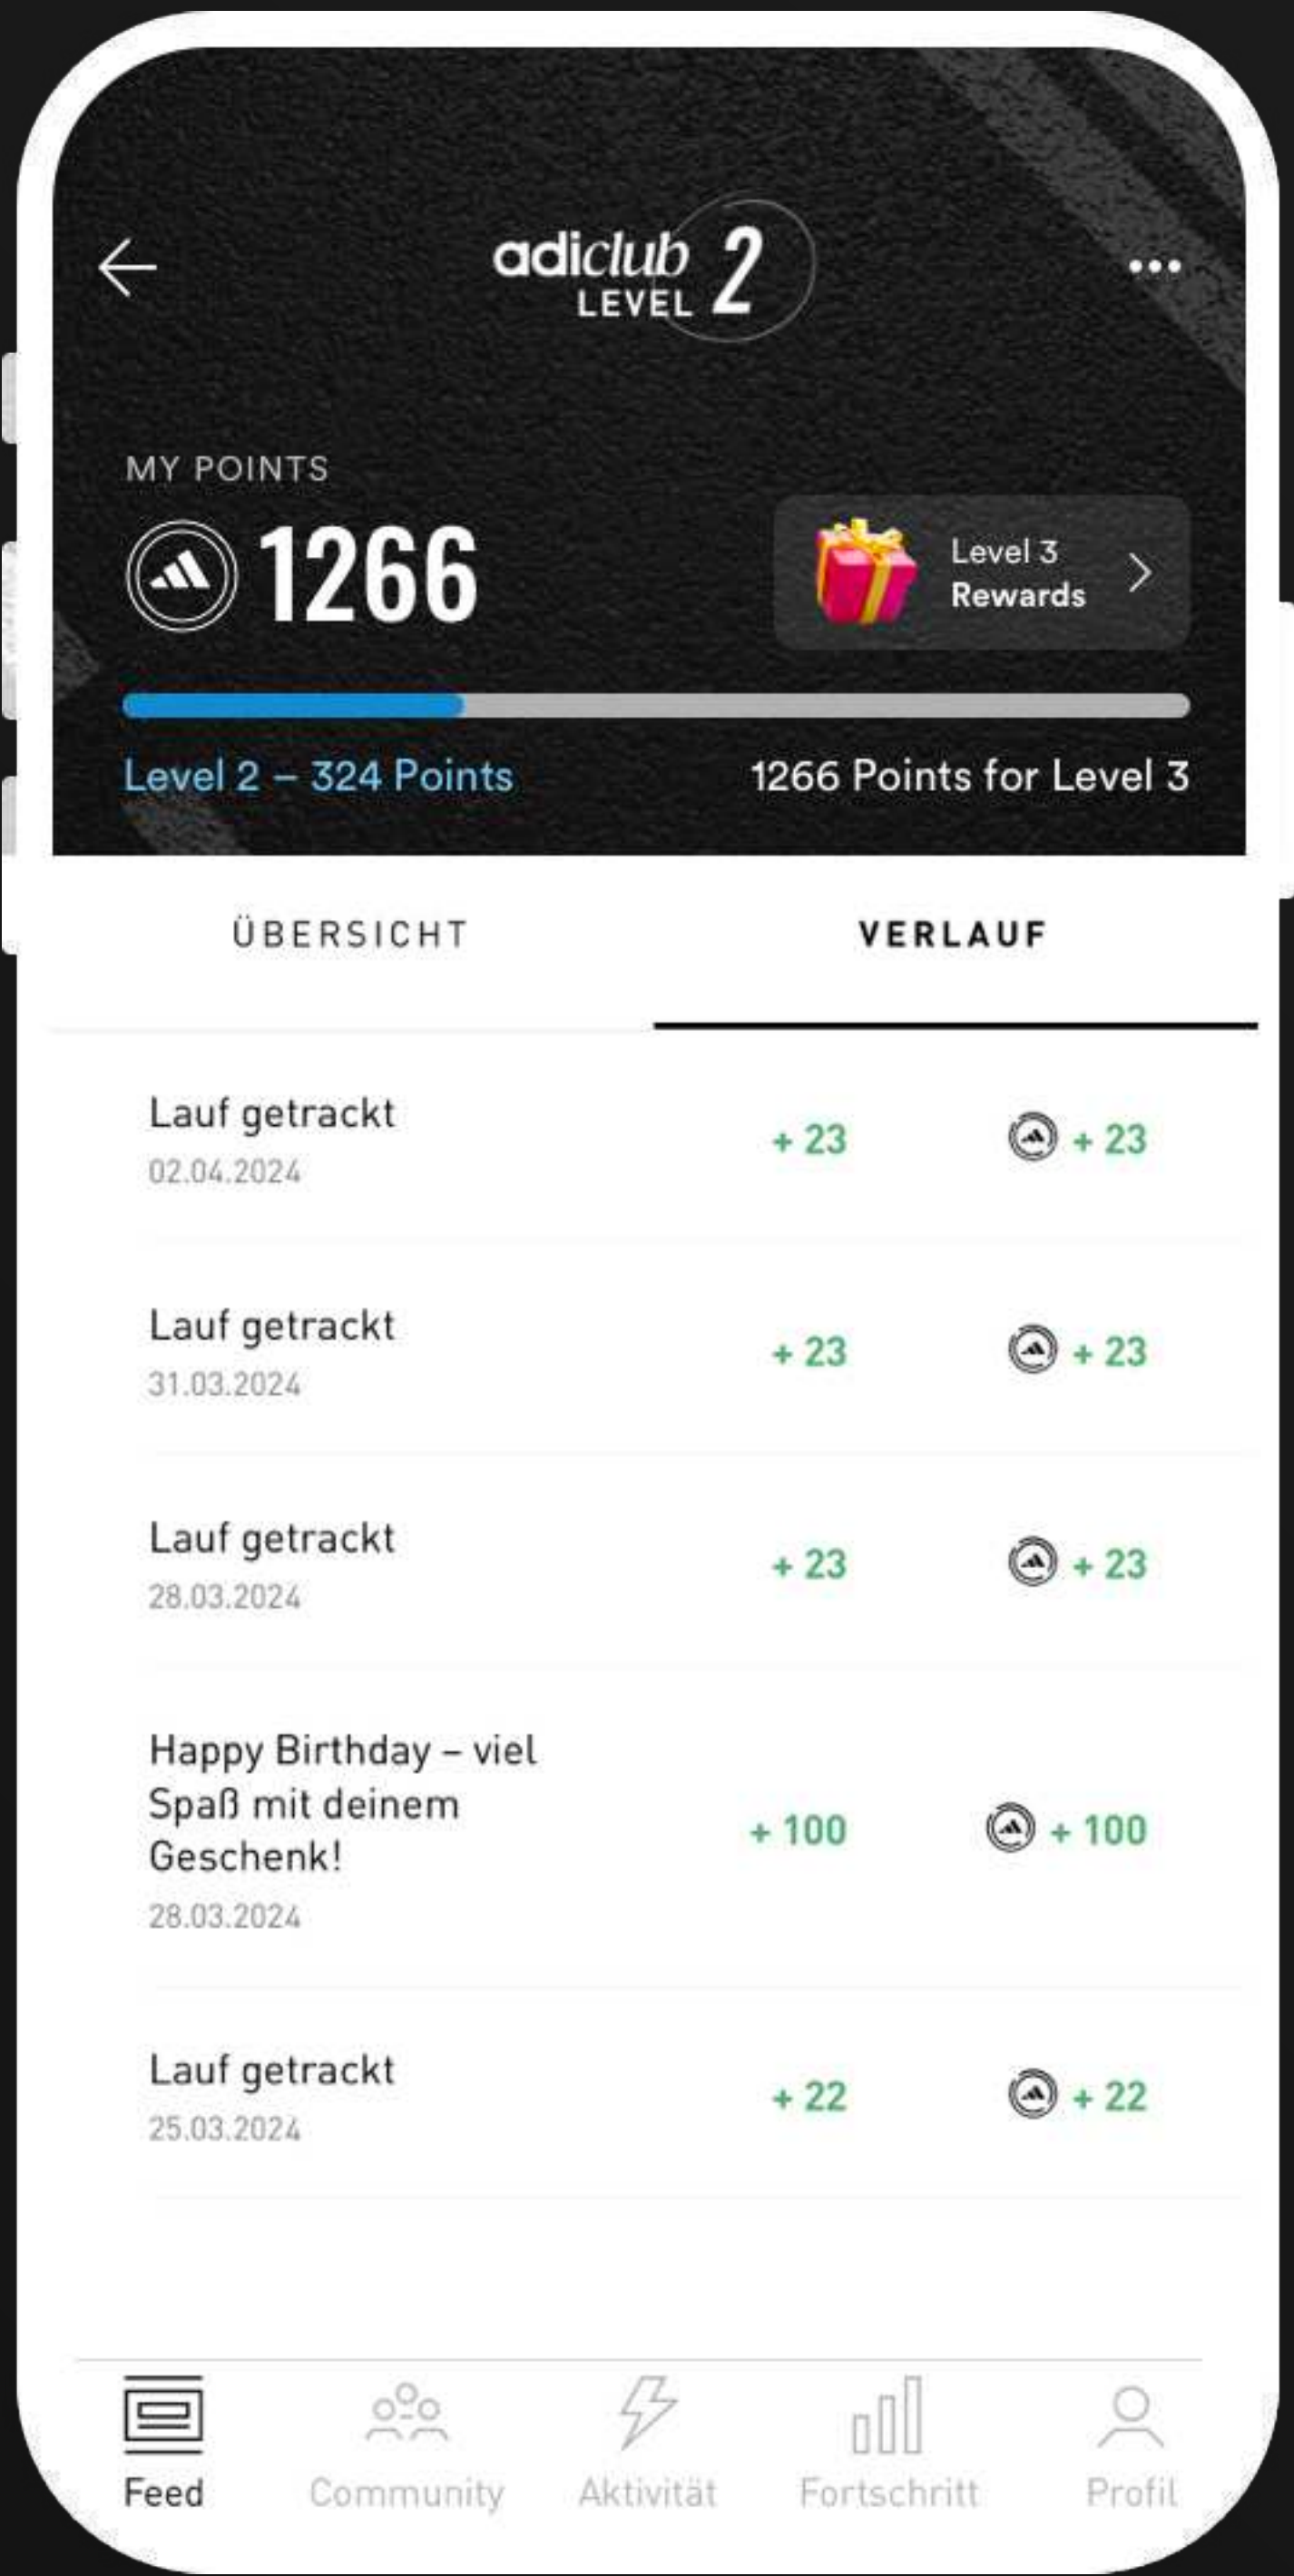 adiclub 2
LEVEL
MY POINTS
1266
Level 3
Rewards
Level 2 – 324 Points
1266 Points for Level 3
ÜBERSICHT
VERLAUF
Lauf getrackt
02.04.2024
+ 23
+ 23
Lauf getrackt
31.03.2024
+ 23
+ 23
Lauf getrackt
28.03.2024
+ 23
+ 23
Happy Birthday – viel
Spaß mit deinem
Geschenk!
28.03.2024
+ 100
+ 100
Lauf getrackt
25.03.2024
+ 22
+ 22
Feed
Community
Aktivität
Fortschritt
Profil